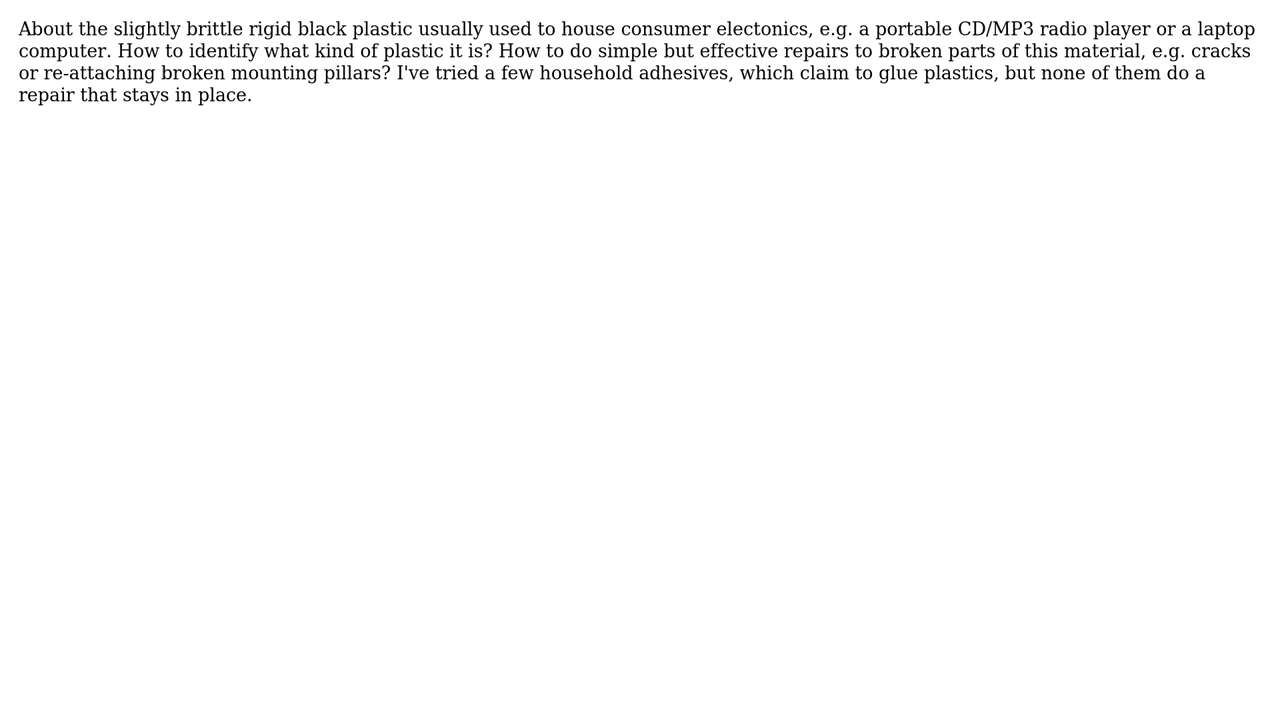 About the slightly brittle rigid black plastic usually used to house consumer electonics, e.g. a portable CD/MP3 radio player or a laptop
computer. How to identify what kind of plastic it is? How to do simple but effective repairs to broken parts of this material, e.g. cracks
or re-attaching broken mounting pillars? I've tried a few household adhesives, which claim to glue plastics, but none of them do a
repair that stays in place.